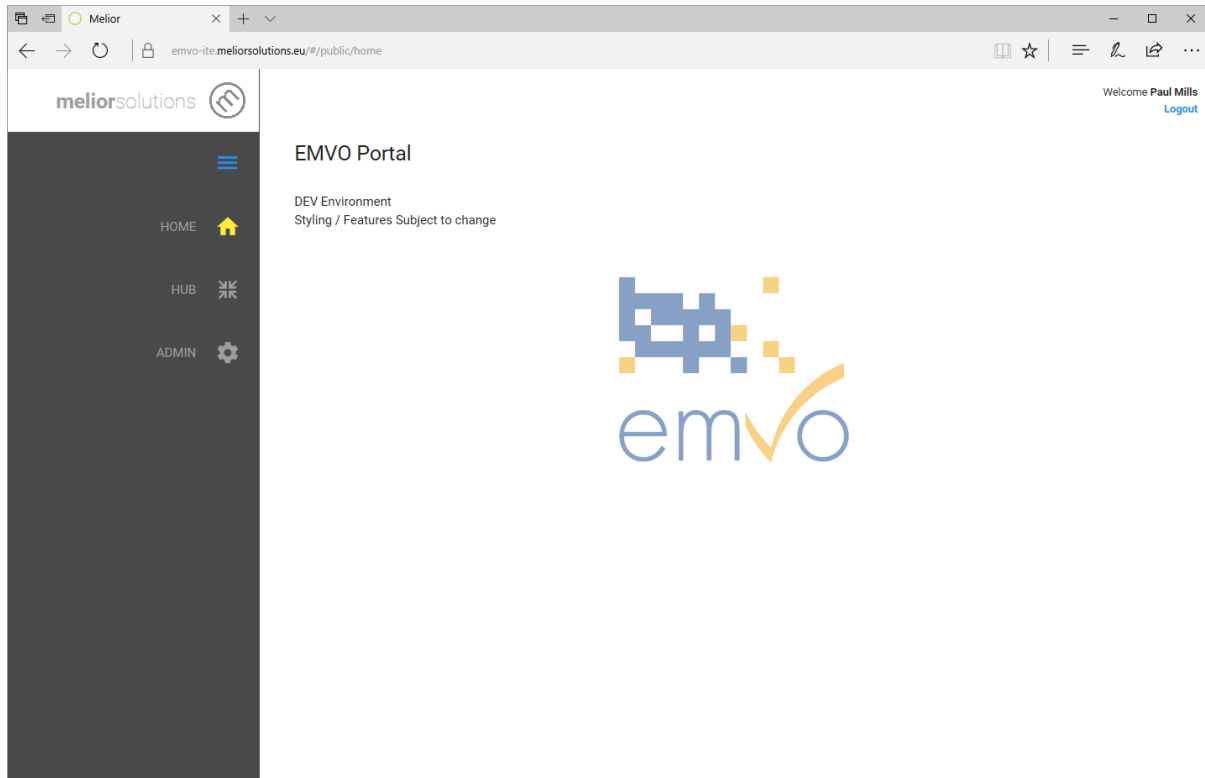 Melior
emvo-ite.meliorsolutions.eu/#/public/home
meliorsolutions m
Welcome Paul Mills
Logout
EMVO Portal
DEV Environment
Styling / Features Subject to change
HOME
HUB
ADMIN
emvo